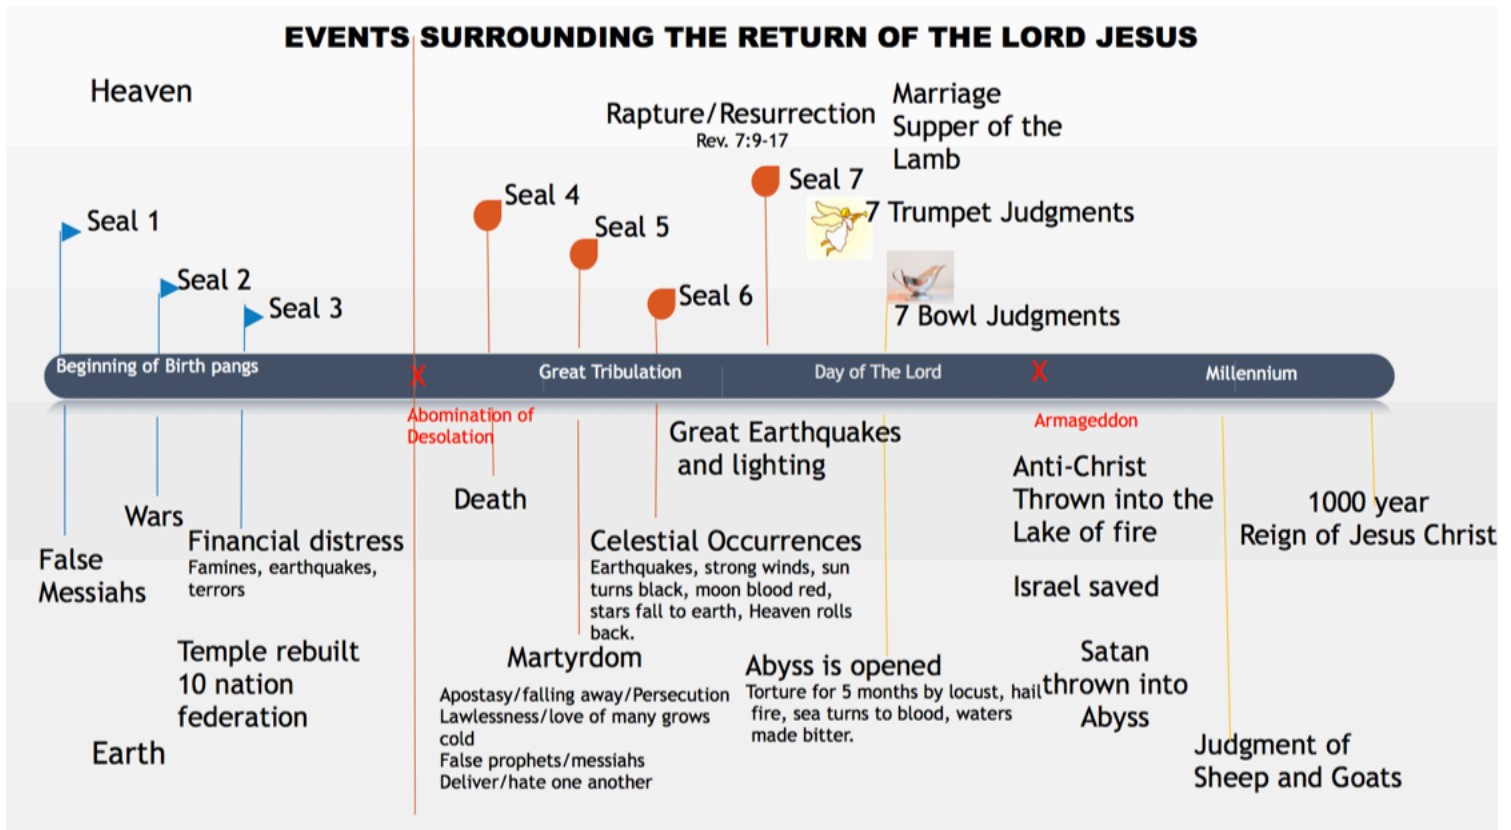 EVENTS SURROUNDING THE RETURN OF THE LORD JESUS
Heaven
Rapture/Resurrection
Rev. 7:9-17
Marriage
Supper of the
Lamb
Seal 1
Seal 2
Seal 3
Seal 4
Seal 5
Seal 6
Seal 7
7 Trumpet Judgments
7 Bowl Judgments
Beginning of Birth pangs
X
Great Tribulation
Day of The Lord
X
Millennium
Abomination of
Desolation
Armageddon
False
Messiahs
Wars
Financial distress
Famines, earthquakes,
terrors
Temple rebuilt
10 nation
federation
Earth
Death
Great Earthquakes
and lighting
Celestial Occurrences
Earthquakes, strong winds, sun
turns black, moon blood red,
stars fall to earth, Heaven rolls
back.
Martyrdom
Apostasy/falling away/Persecution
Lawlessness/love of many grows
cold
False prophets/messiahs
Deliver/hate one another
Abyss is opened
Torture for 5 months by locust, hail
fire, sea turns to blood, waters
made bitter.
Anti-Christ
Thrown into the
Lake of fire
Israel saved
Satan
thrown into
Abyss
1000 year
Reign of Jesus Christ
Judgment of
Sheep and Goats